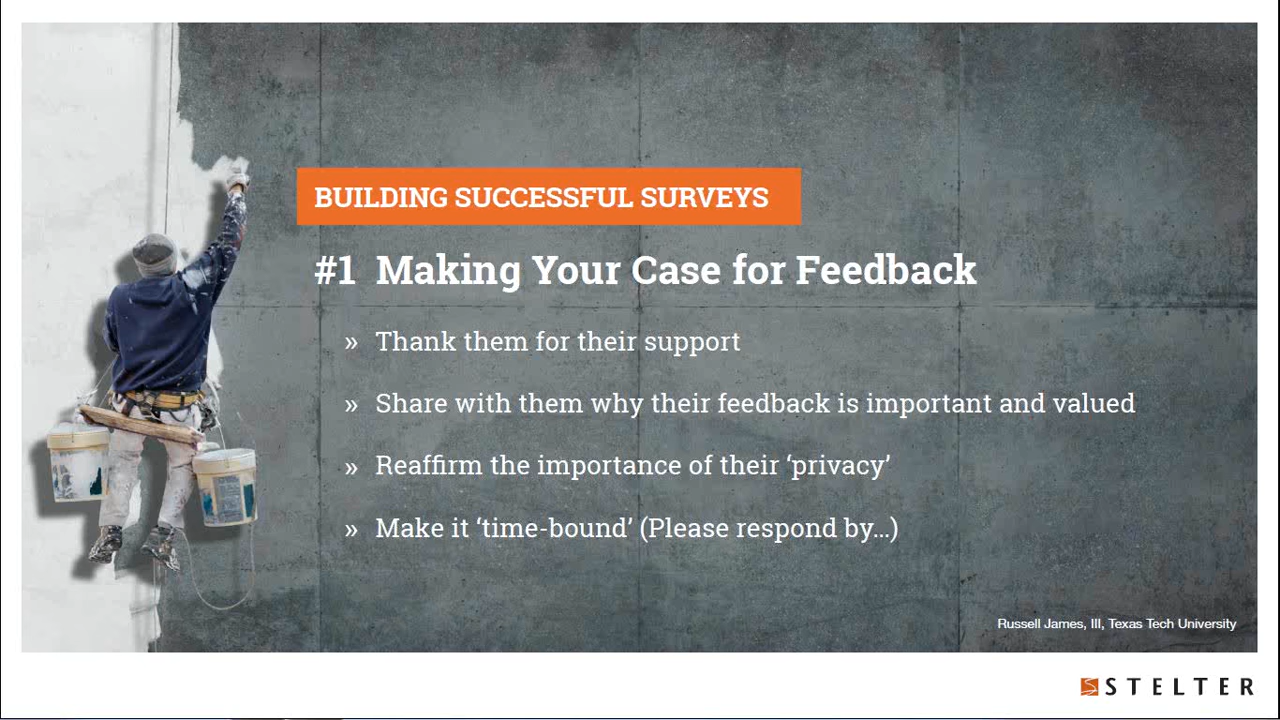 BUILDING SUCCESSFUL SURVEYS
#1 Making Your Case for Feedback
» Thank them for their support
» Share with them why their feedback is important and valued
» Reaffirm the importance of their ‘privacy’
» Make it ‘time-bound’ (Please respond by...)
Russell James, III, Texas Tech University
STELTER